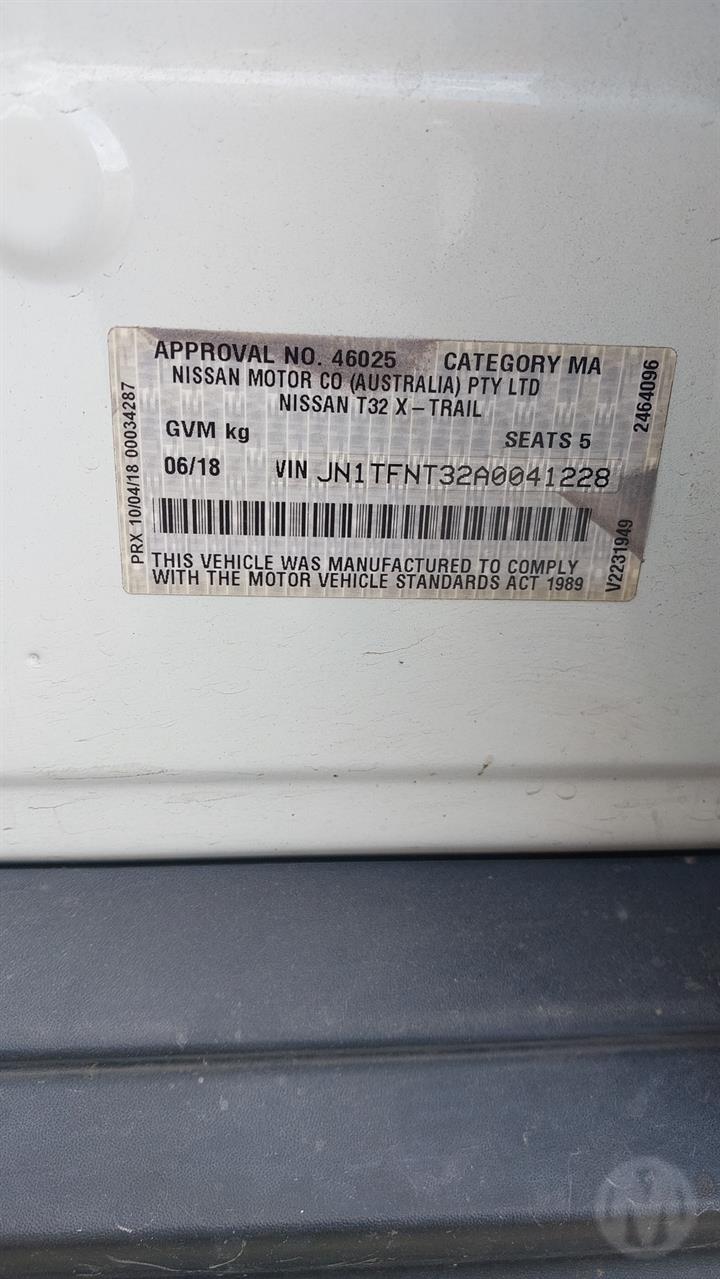 APPROVAL NO. 46025 CATEGORY MA
NISSAN MOTOR CO (AUSTRALIA) PTY LTD
NISSAN T32 X-TRAIL
GVM kg SEATS 5
06/18 VIN JN1TFNT32A0041228
THIS VEHICLE WAS MANUFACTURED TO COMPLY
WITH THE MOTOR VEHICLE STANDARDS ACT 1989
PRX 10/04/18 00034287
2464096
V2231949
M